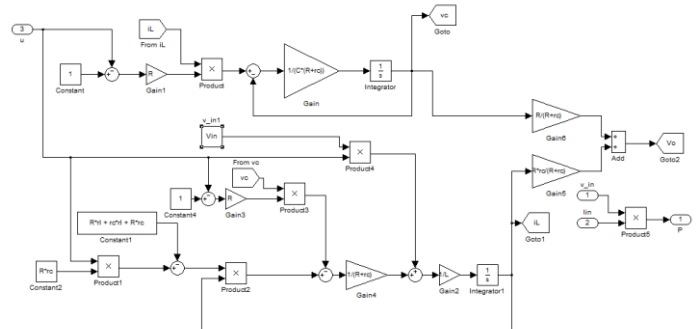 3
u
iL
From iL
vc
Goto
1
Constant
R
Gain1
×
Product
1/(C*(R+rc))
Gain
1
s
Integrator
v_in1
Vin
×
Product4
R/(R+rc)
Gain6
Add
Vo
Goto2
From vc
vc
1
Constant4
R
Gain3
×
Product3
R*rc/(R+rc)
Gain5
v_in
1
Iin
2
×
Product5
1
P
R*rl + rc*rl + R*rc
Constant1
R*rc
Constant2
×
Product1
×
Product2
1/(R+rc)
Gain4
1/L
Gain2
1
s
Integrator1
iL
Goto1